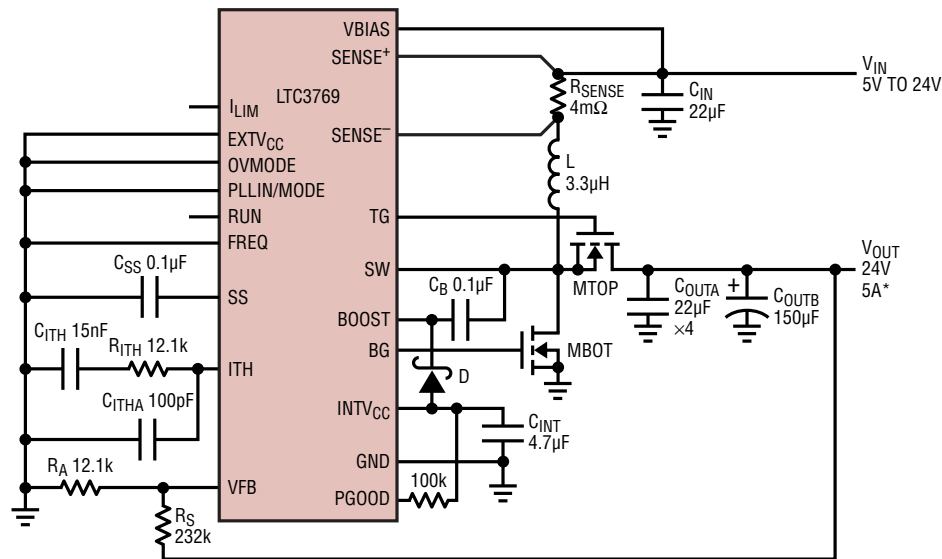 VBIAS
SENSE+
LTC3769
ILIM
EXTVCC
SENSE–
OVMODE
PLLIN/MODE
RUN
TG
FREQ
SW
CSS 0.1µF
SS
BOOST
CITH 15nF
RITH 12.1k
ITH
BG
CITHA 100pF
INTVCC
GND
RA 12.1k
VFB
PGOOD
RS
232k
RSENSE
4mΩ
CIN
22µF
VIN
5V TO 24V
L
3.3µH
MTOP
CB 0.1µF
MBOT
D
CINT
4.7µF
100k
COUTA
22µF
×4
+
COUTB
150µF
VOUT
24V
5A*